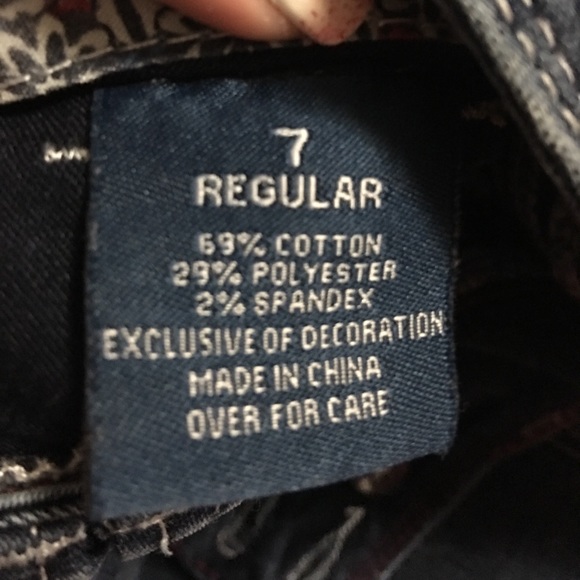 7
REGULAR
69% COTTON
29% POLYESTER
2% SPANDEX
EXCLUSIVE OF DECORATION
MADE IN CHINA
OVER FOR CARE